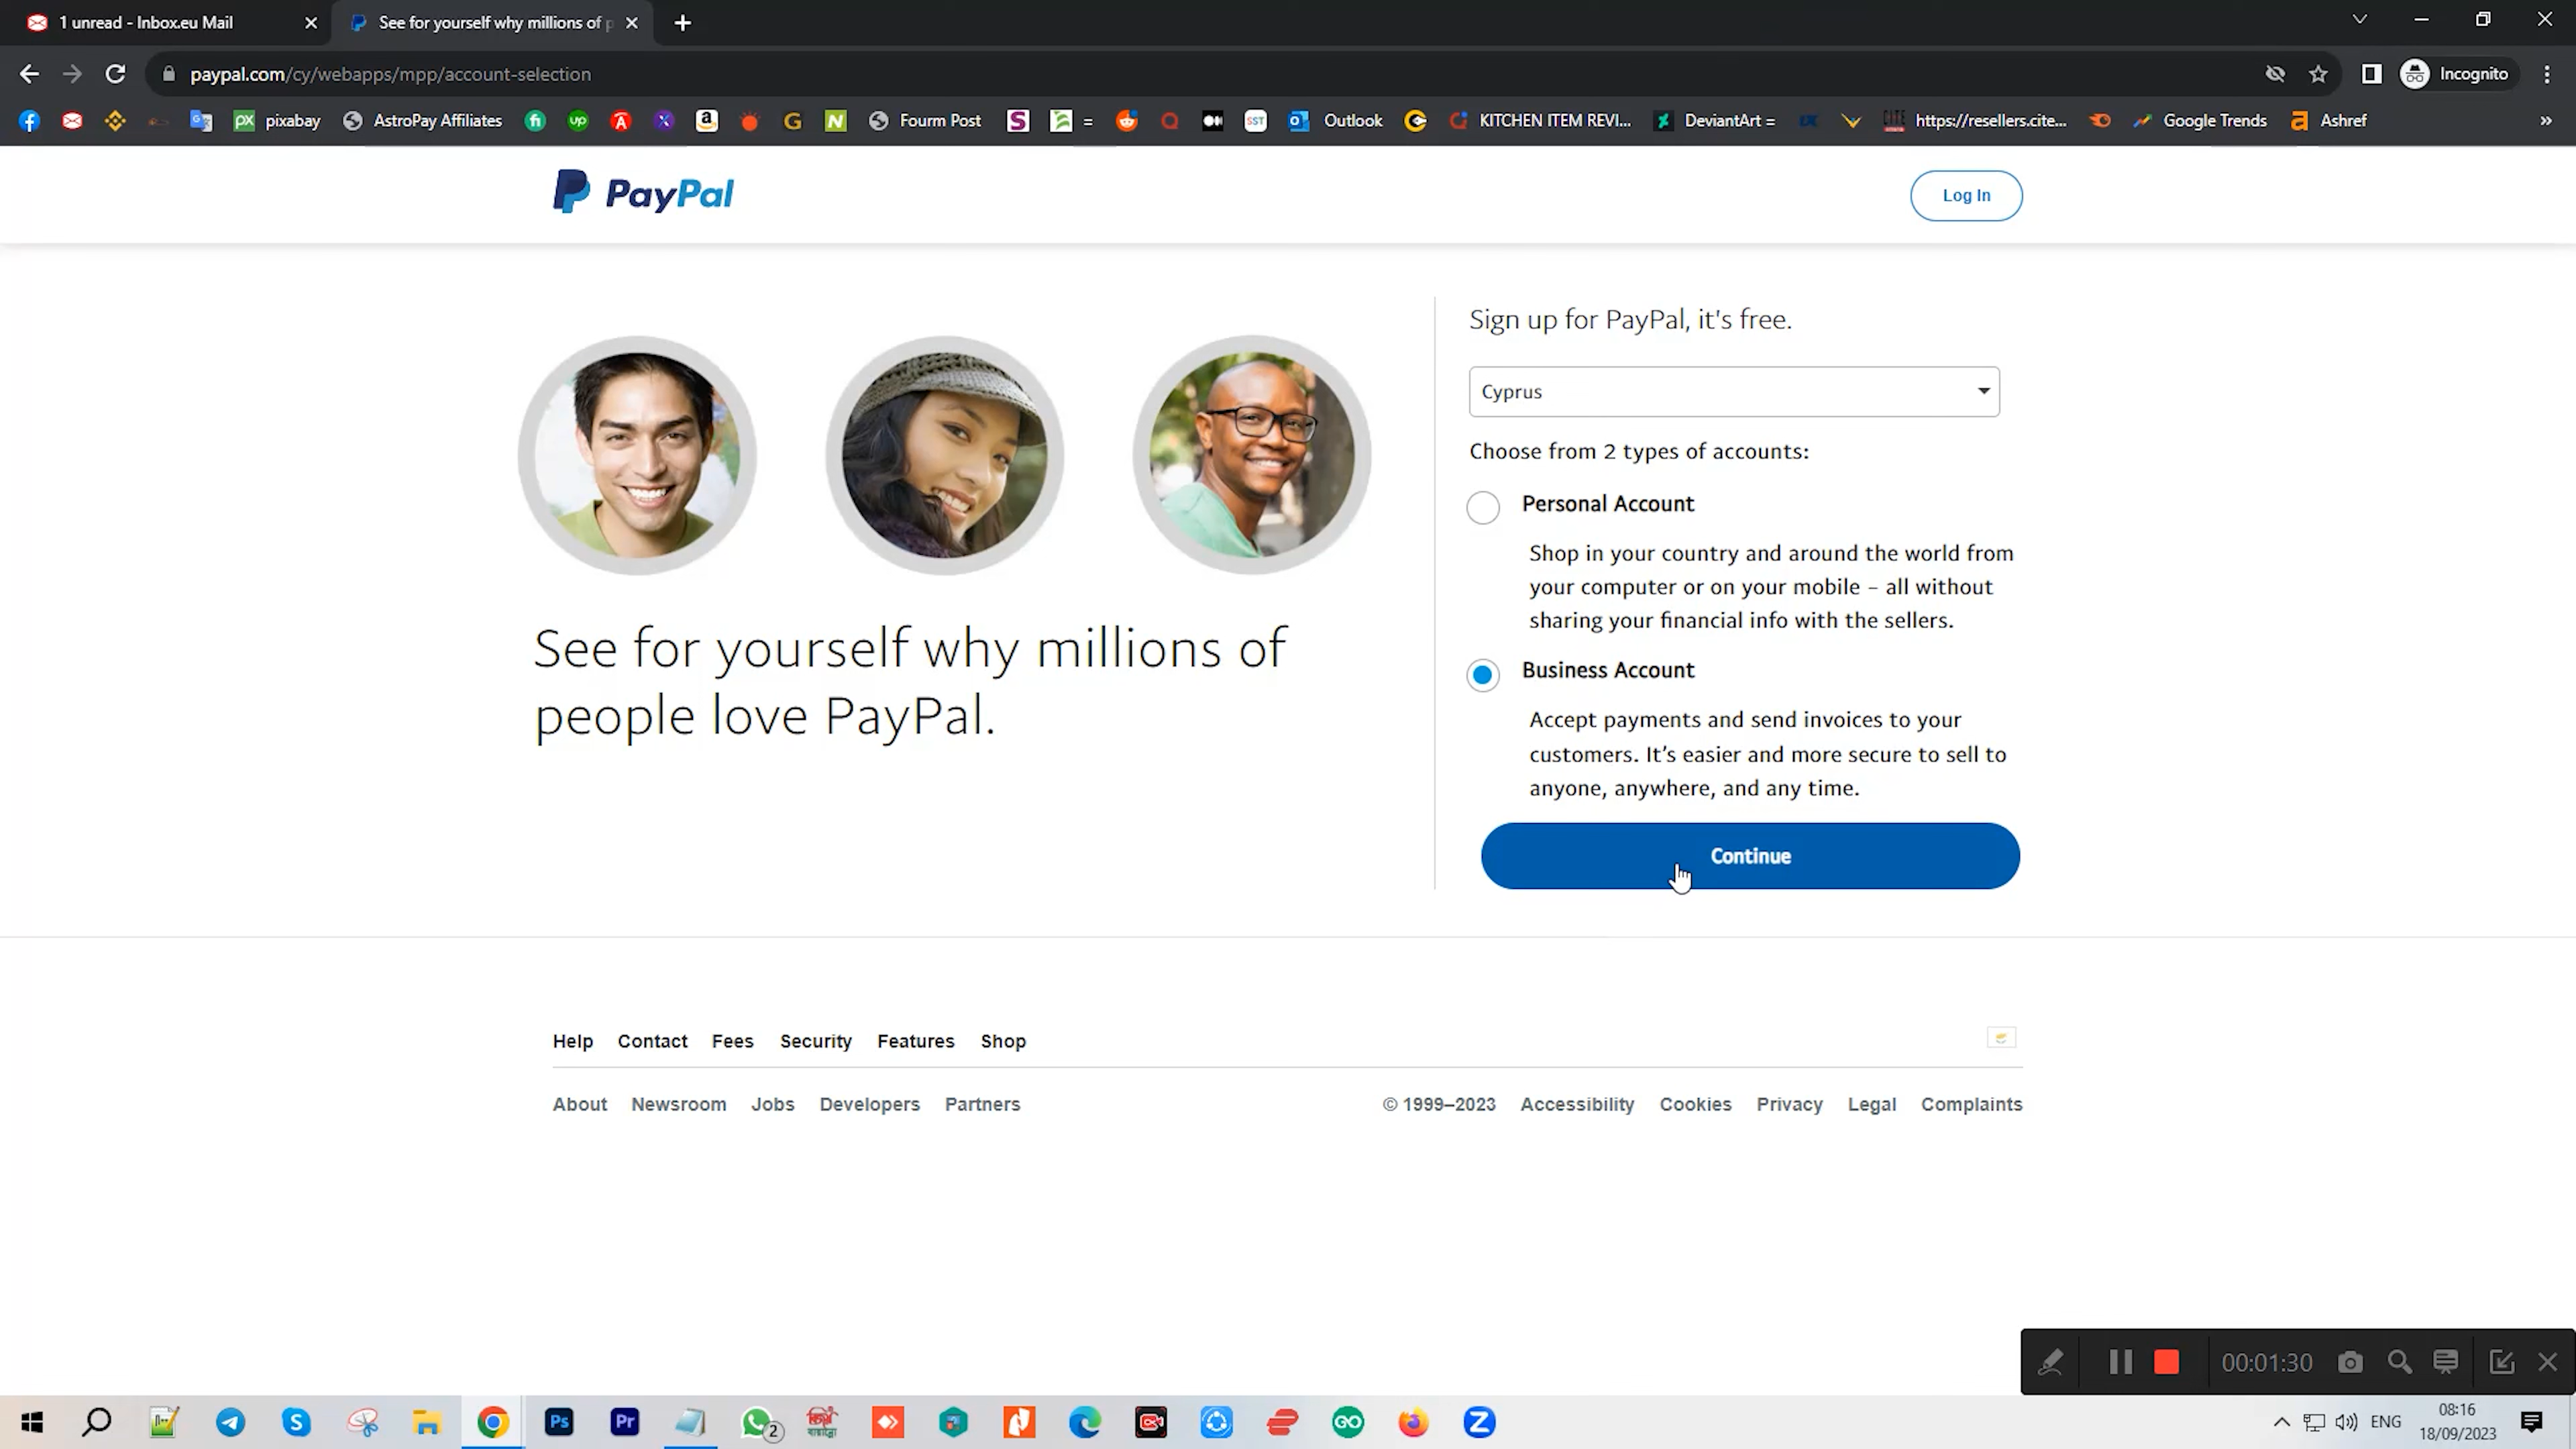 1 unread - Inbox.eu Mail
See for yourself why millions of p
paypal.com/cy/webapps/mpp/account-selection
Incognito
pixabay
AstroPay Affiliates
Fourm Post
=
Outlook
KITCHEN ITEM REVI...
DeviantArt =
https://resellers.cite...
Google Trends
Ashref
PayPal
Log In
Sign up for PayPal, it's free.
Cyprus
Choose from 2 types of accounts:
Personal Account
Shop in your country and around the world from
your computer or on your mobile – all without
sharing your financial info with the sellers.
Business Account
Accept payments and send invoices to your
customers. It's easier and more secure to sell to
anyone, anywhere, and any time.
Continue
See for yourself why millions of
people love PayPal.
Help Contact Fees Security Features Shop
About Newsroom Jobs Developers Partners
© 1999–2023 Accessibility Cookies Privacy Legal Complaints
00:01:30
Ps
Pr
2
ENG
08:16
18/09/2023